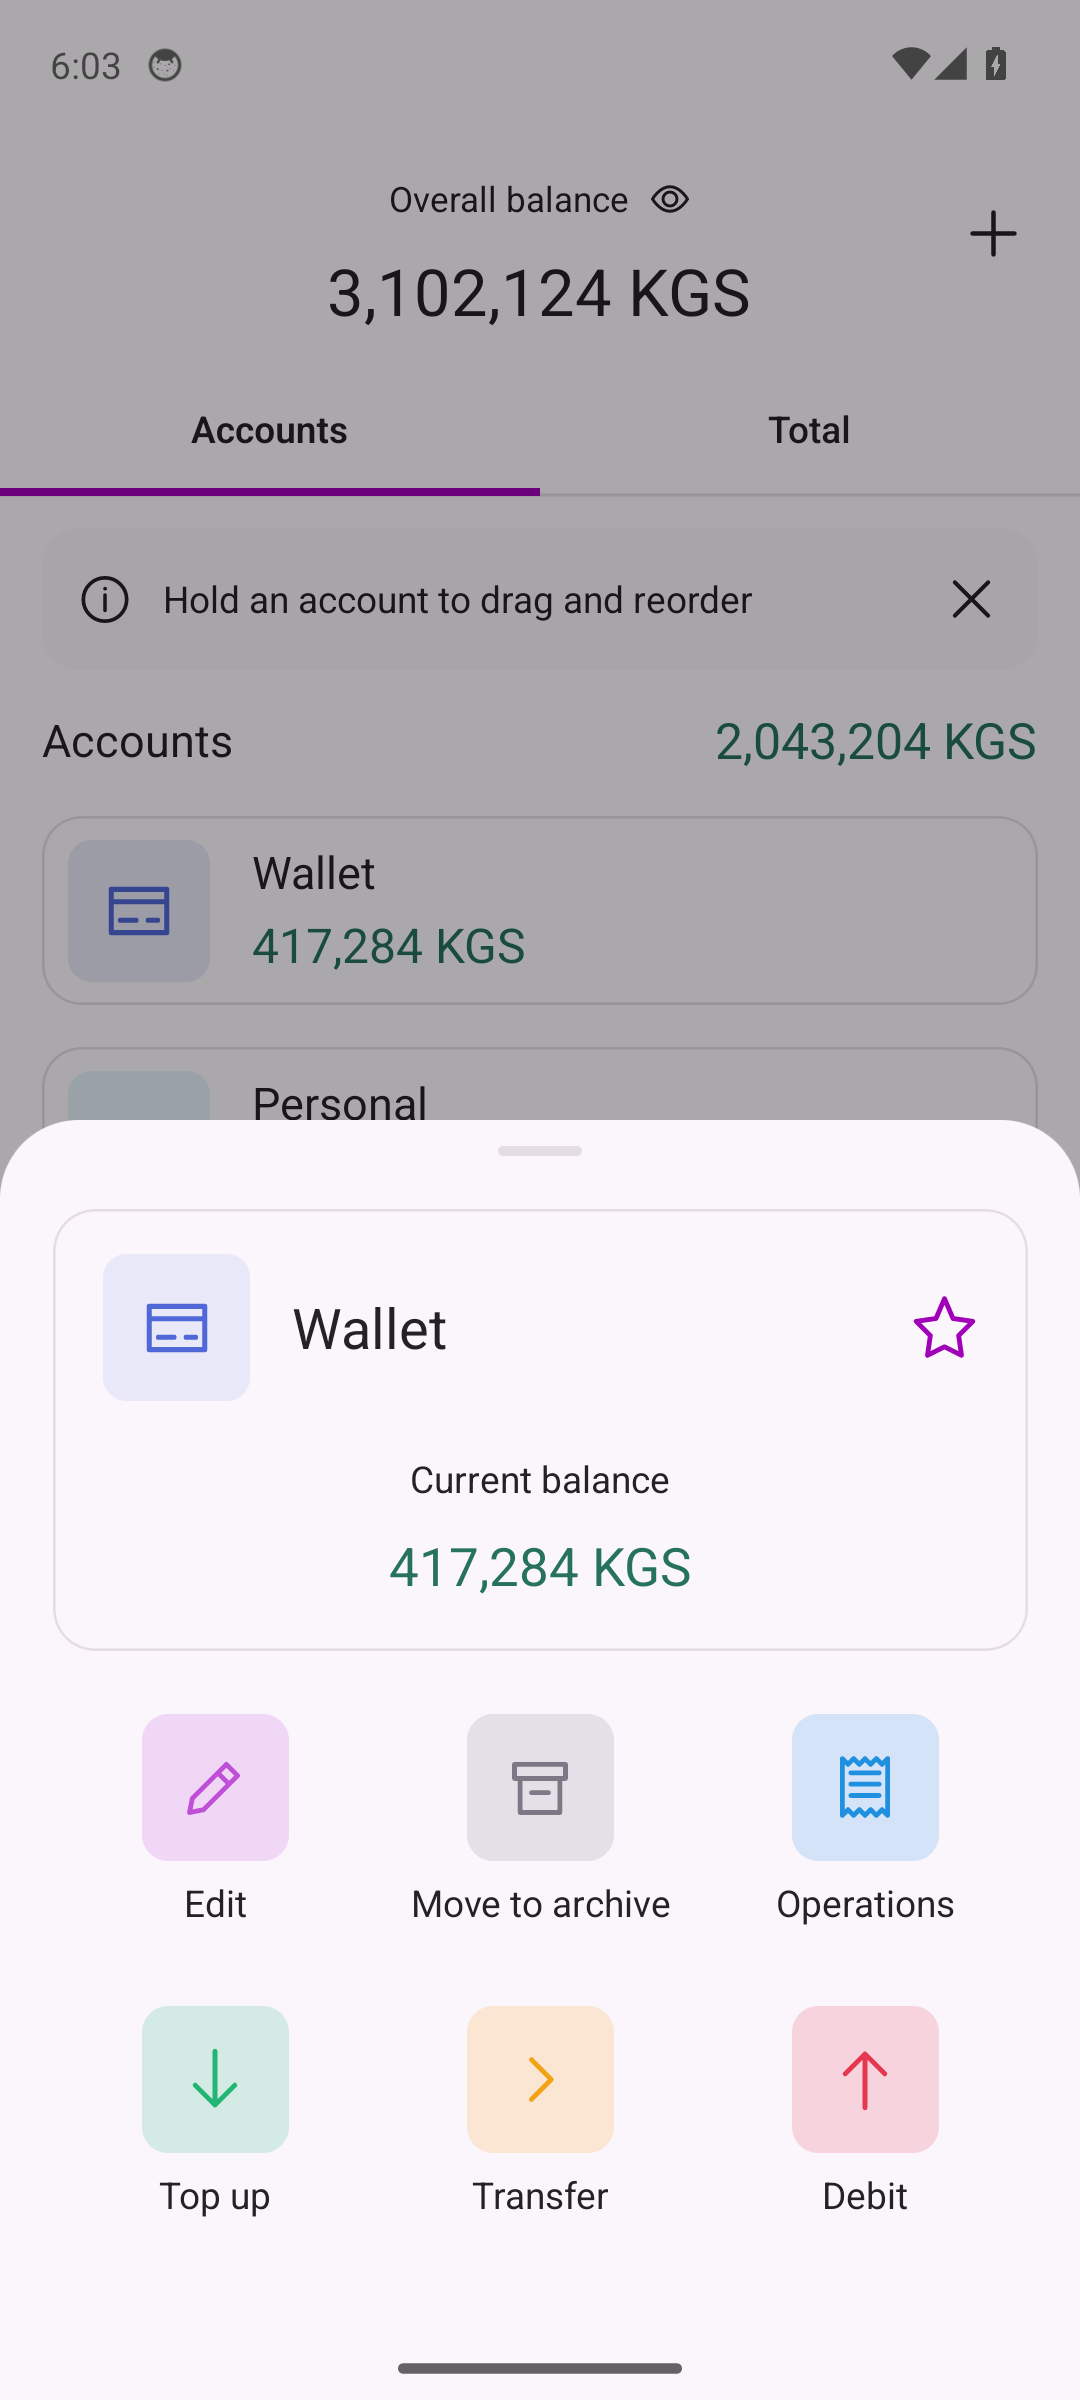 6:03
Overall balance
3,102,124 KGS
Accounts
Total
Hold an account to drag and reorder
Accounts
2,043,204 KGS
Wallet
417,284 KGS
Personal
Wallet
Current balance
417,284 KGS
Edit
Move to archive
Operations
Top up
Transfer
Debit